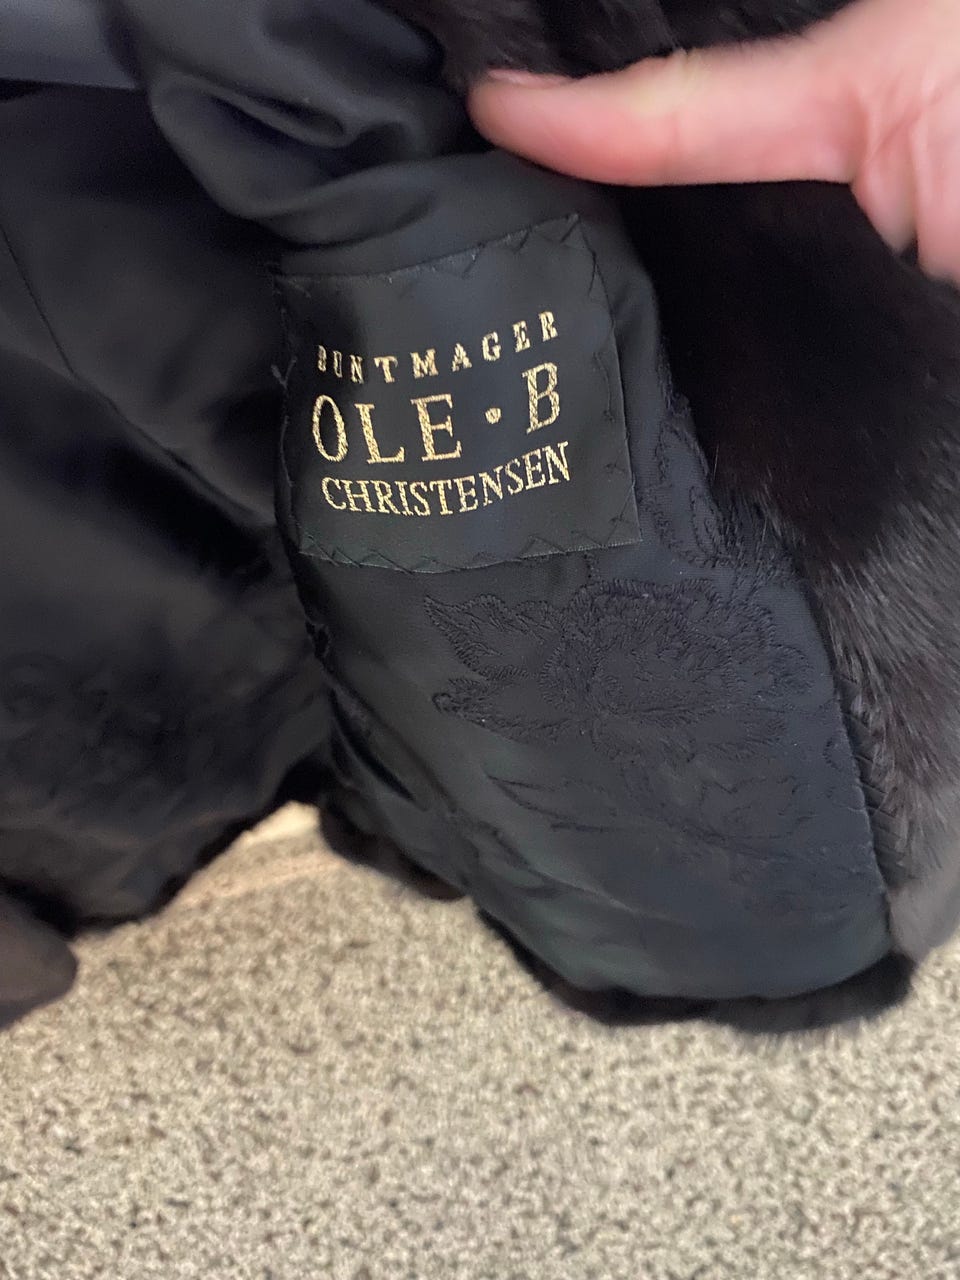 BUNTMAGER
OLE · B
CHRISTENSEN